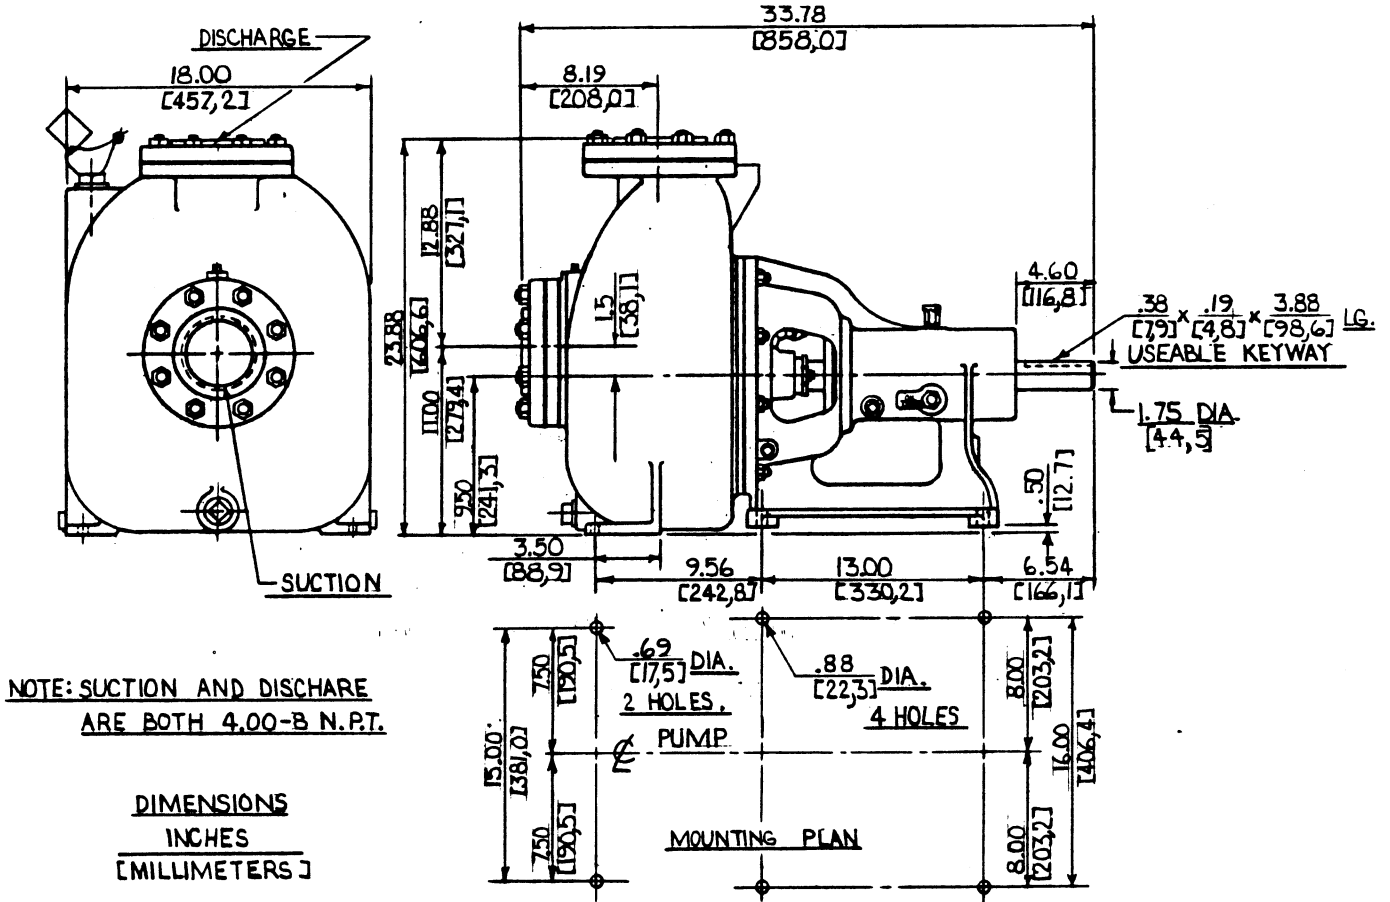 DISCHARGE
18.00
[457,2]
33.78
[858,0]
8.19
[208,0]
12.88
[327,1]
23.88
[606,6]
11.00
[279,4]
9.50
[241,3]
1.5
[38,1]
4.60
[116,8]
.38 x .19 x 3.88 LG.
[7,9] [4,8] [98,6]
USEABLE KEYWAY
1.75 DIA.
[44,5]
.50
[12.7]
3.50
[88,9]
9.56
[242,8]
13.00
[330,2]
6.54
[166,1]
SUCTION
NOTE: SUCTION AND DISCHARE
ARE BOTH 4.00-8 N.P.T.
DIMENSIONS
INCHES
[MILLIMETERS]
15.00
[381,0]
7.50
[190,5]
7.50
[190,5]
.69 DIA.
[17,5]
2 HOLES.
.88 DIA.
[22,3]
4 HOLES
PUMP
8.00
[203,2]
16.00
[406,4]
8.00
[203,2]
MOUNTING PLAN